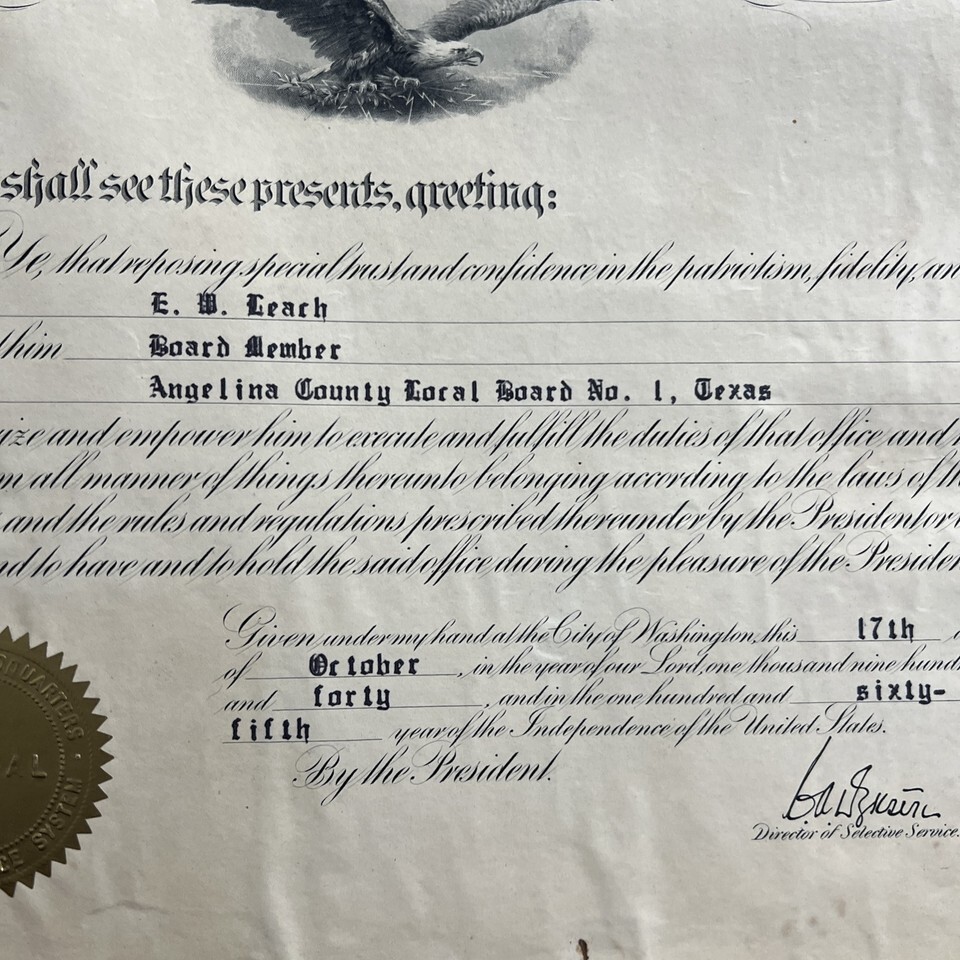 shall see these presents, greeting:
Ye, that reposing special trust and confidence in the patriotism, fidelity, an
E. W. Leach
him Board Member
Angelina County Local Board No. 1, Texas
ize and empower him to execute and fulfill the duties of that office and
m all manner of things thereunto belonging according to the laws of th
and the rules and regulations prescribed thereunder by the President or
nd to have and to hold the said office during the pleasure of the Presiden
Given under my hand at the City of Washington, this 17th
of October, in the year of our Lord, one thousand nine hund
and forty, and in the one hundred and sixty-
fifth year of the Independence of the United States.
By the President.
Director of Selective Service.
DQUARTERS
AL
CE SYSTEM